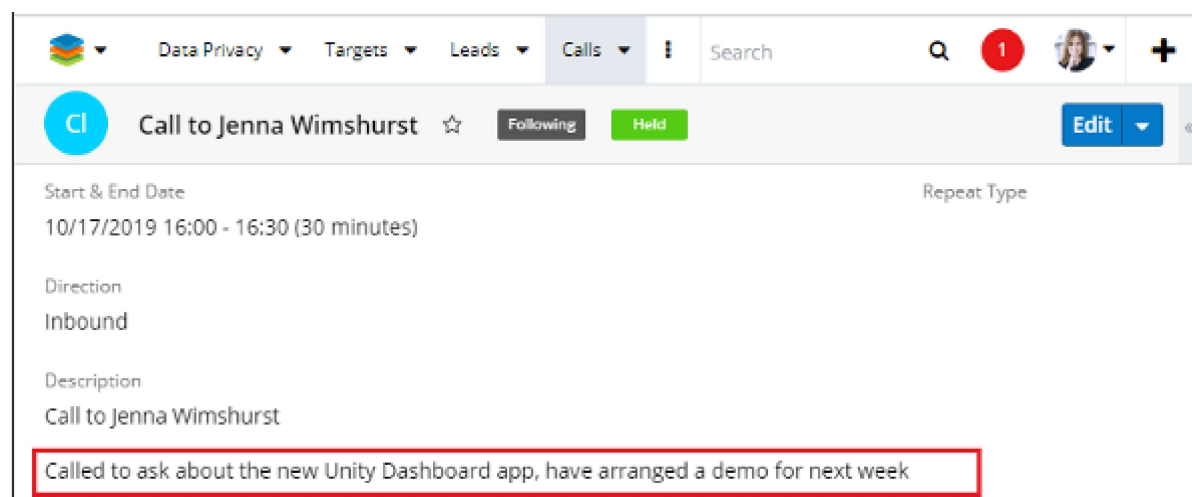 Data Privacy Targets Leads Calls Search 1
Cl Call to Jenna Wimshurst Following Held Edit
Start & End Date Repeat Type
10/17/2019 16:00 - 16:30 (30 minutes)
Direction
Inbound
Description
Call to Jenna Wimshurst
Called to ask about the new Unity Dashboard app, have arranged a demo for next week